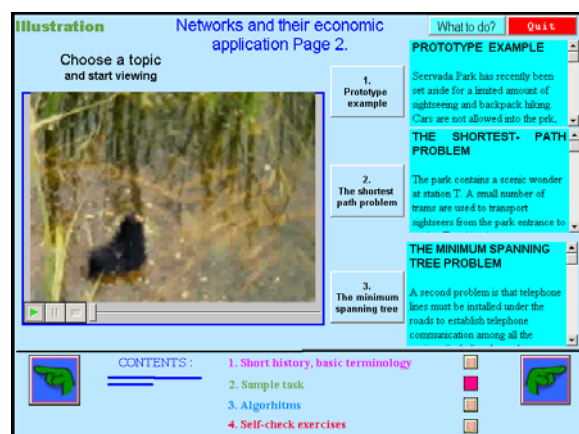 Illustration
Networks and their economic
application Page 2.
What to do?
Quit
Choose a topic
and start viewing
1.
Prototype
example
PROTOTYPE EXAMPLE
Seervada Park has recently been
set aside for a limited amount of
sightseeing and backpack hiking.
Cars are not allowed into the prk,
2.
The shortest
path problem
THE SHORTEST- PATH
PROBLEM
The park contains a scenic wonder
at station T. A small number of
trams are used to transport
sightseers from the park entrance to
3.
The minimum
spanning tree
THE MINIMUM SPANNING
TREE PROBLEM
A second problem is that telephone
lines must be installed under the
roads to establish telephone
communication among all the
CONTENTS :
1. Short history, basic terminology
2. Sample task
3. Algorhitms
4. Self-check exercises